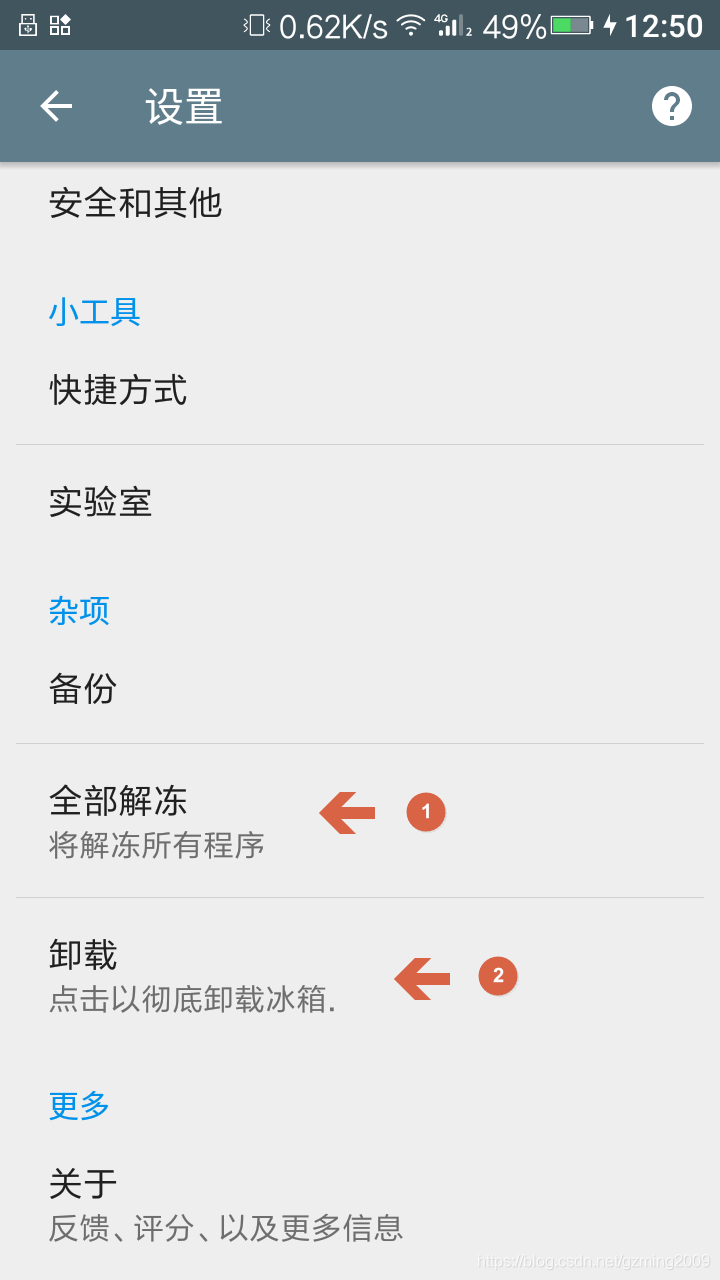 0.62K/s 4G 2 49% 12:50
设置
安全和其他
小工具
快捷方式
实验室
杂项
备份
全部解冻
1
将解冻所有程序
卸载
2
点击以彻底卸载冰箱.
更多
关于
反馈、评分、以及更多信息
https://blog.csdn.net/gzming2009